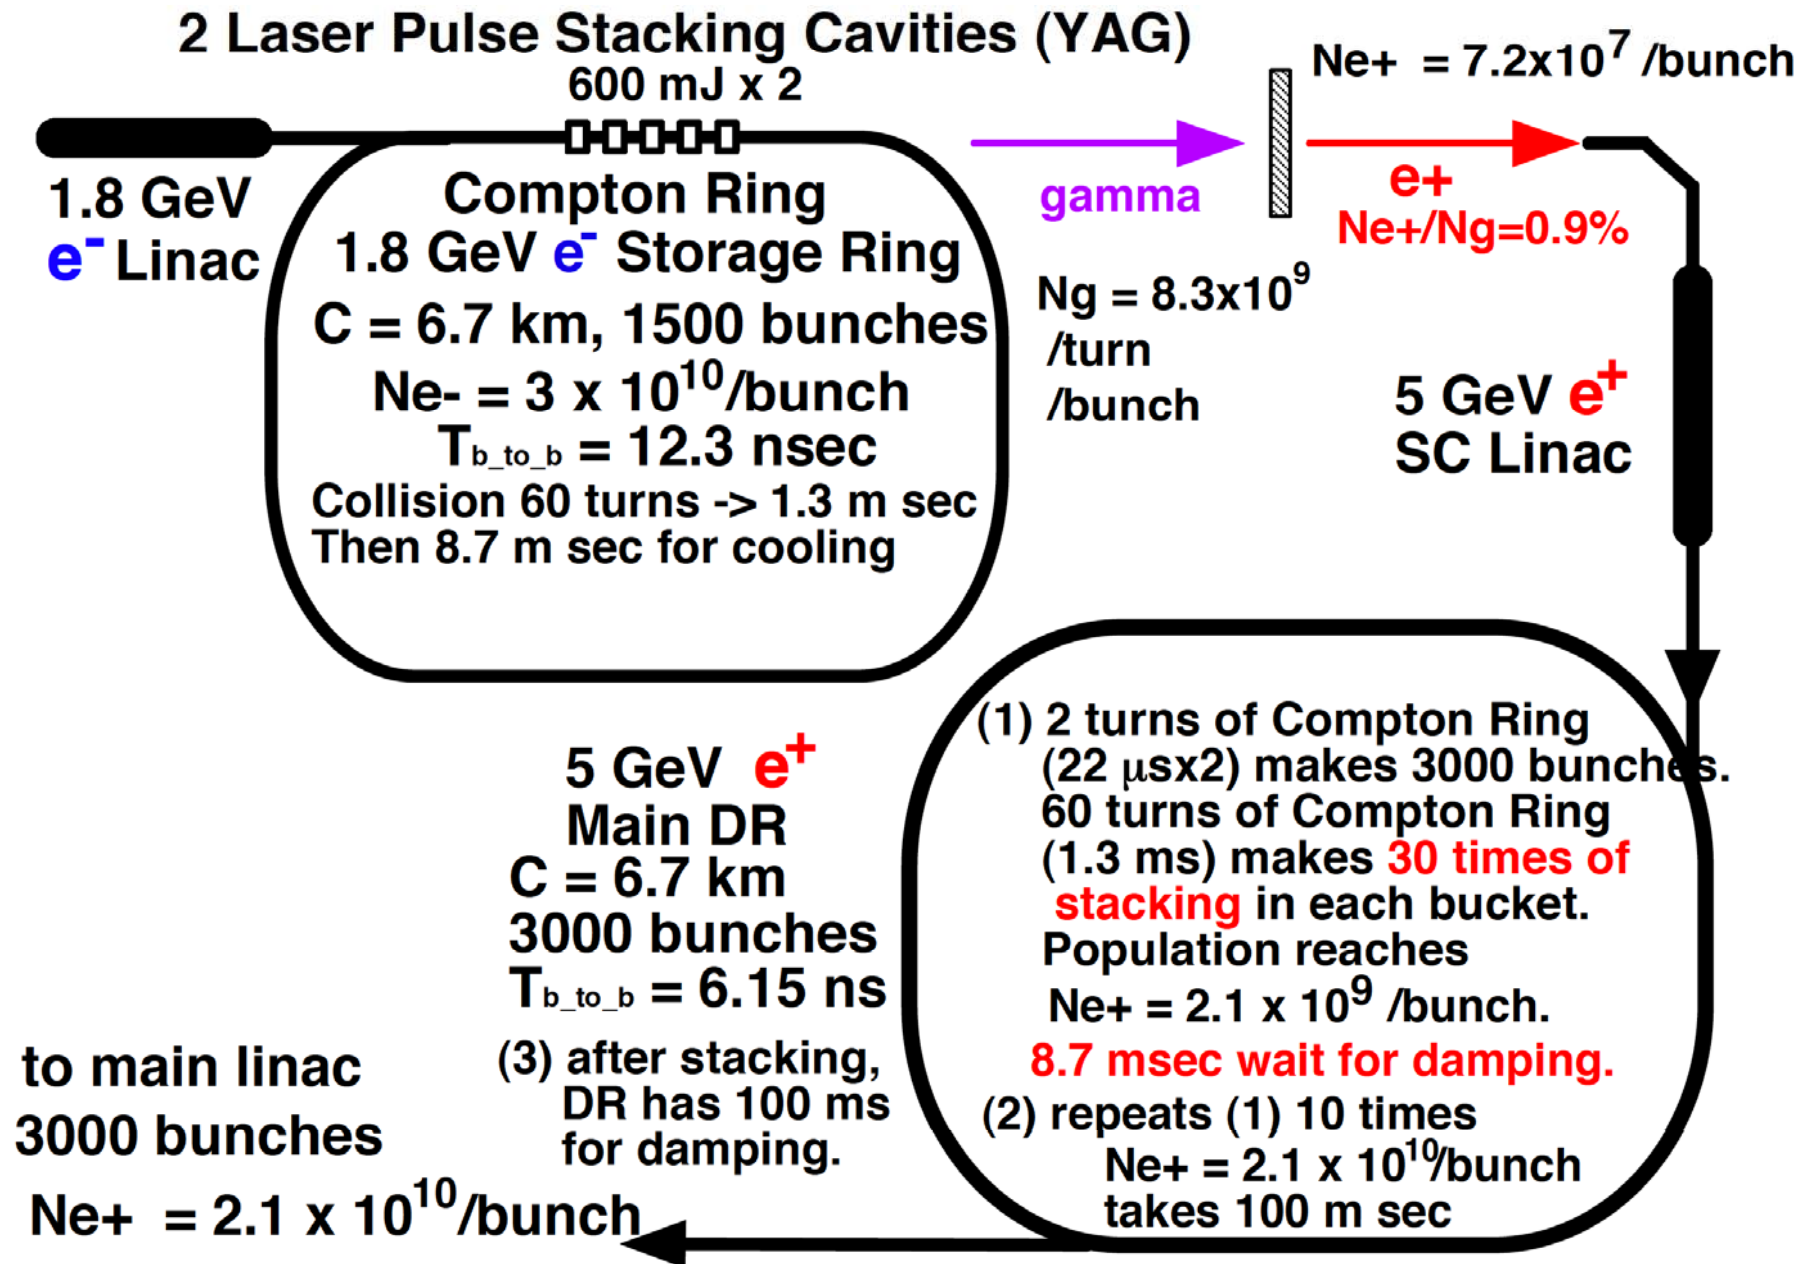 2 Laser Pulse Stacking Cavities (YAG)
600 mJ x 2
Ne+ = 7.2x10^7 /bunch
1.8 GeV
e^- Linac
Compton Ring
1.8 GeV e^- Storage Ring
C = 6.7 km, 1500 bunches
Ne- = 3 x 10^10/bunch
T_b_to_b = 12.3 nsec
Collision 60 turns -> 1.3 m sec
Then 8.7 m sec for cooling
gamma
e+
Ne+/Ng=0.9%
Ng = 8.3x10^9
/turn
/bunch
5 GeV e^+
SC Linac
(1) 2 turns of Compton Ring
(22 μsx2) makes 3000 bunches.
60 turns of Compton Ring
(1.3 ms) makes 30 times of
stacking in each bucket.
Population reaches
Ne+ = 2.1 x 10^9 /bunch.
8.7 msec wait for damping.
(2) repeats (1) 10 times
Ne+ = 2.1 x 10^10/bunch
takes 100 m sec
5 GeV e^+
Main DR
C = 6.7 km
3000 bunches
T_b_to_b = 6.15 ns
(3) after stacking,
DR has 100 ms
for damping.
to main linac
3000 bunches
Ne+ = 2.1 x 10^10/bunch